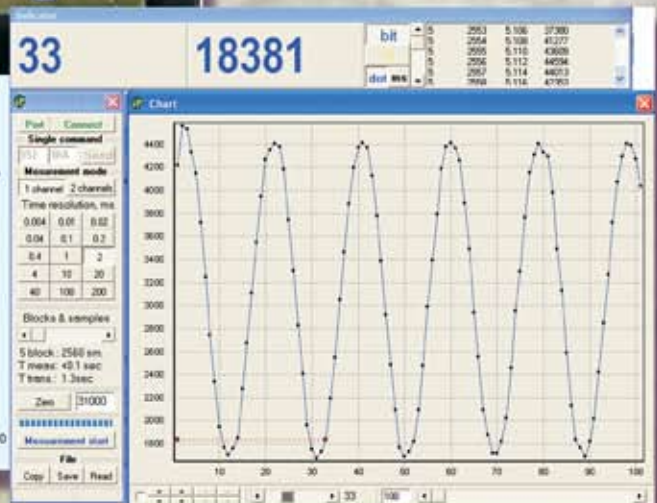 Indicator
33 18381 bit
dot ms
5 2553 5.106 37380
5 2554 5.108 41277
5 2555 5.110 43609
5 2556 5.112 44594
5 2557 5.114 44013
Chart
Port Connect
Single command
Measurement mode
1 channel 2 channels
Time resolution, ms
0.004 0.01 0.02
0.04 0.1 0.2
0.4 1 2
4 10 20
40 100 200
Blocks & samples
S block: 2560 sm.
T meas: <0.1 sec
T trans.: 1.3sec
Zero 31000
Measurement start
File
Copy Save Read
4400
4200
4000
3800
3600
3400
3200
3000
2800
2600
2400
2200
2000
1800
10 20 30 40 50 60 70 80 90 100
33 100